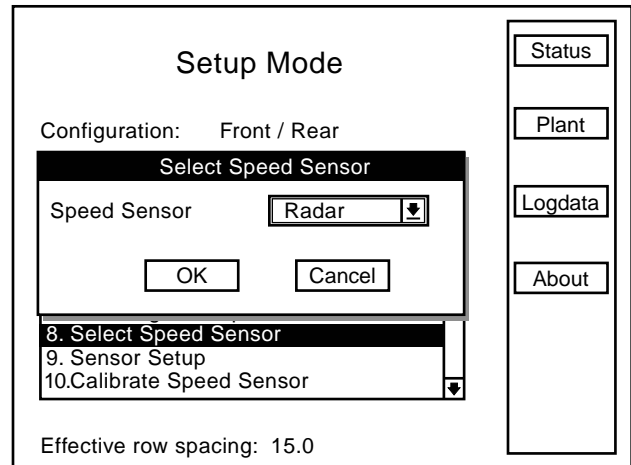 Setup Mode
Configuration: Front / Rear
Select Speed Sensor
Speed Sensor Radar
OK Cancel
8. Select Speed Sensor
9. Sensor Setup
10.Calibrate Speed Sensor
Effective row spacing: 15.0
Status
Plant
Logdata
About